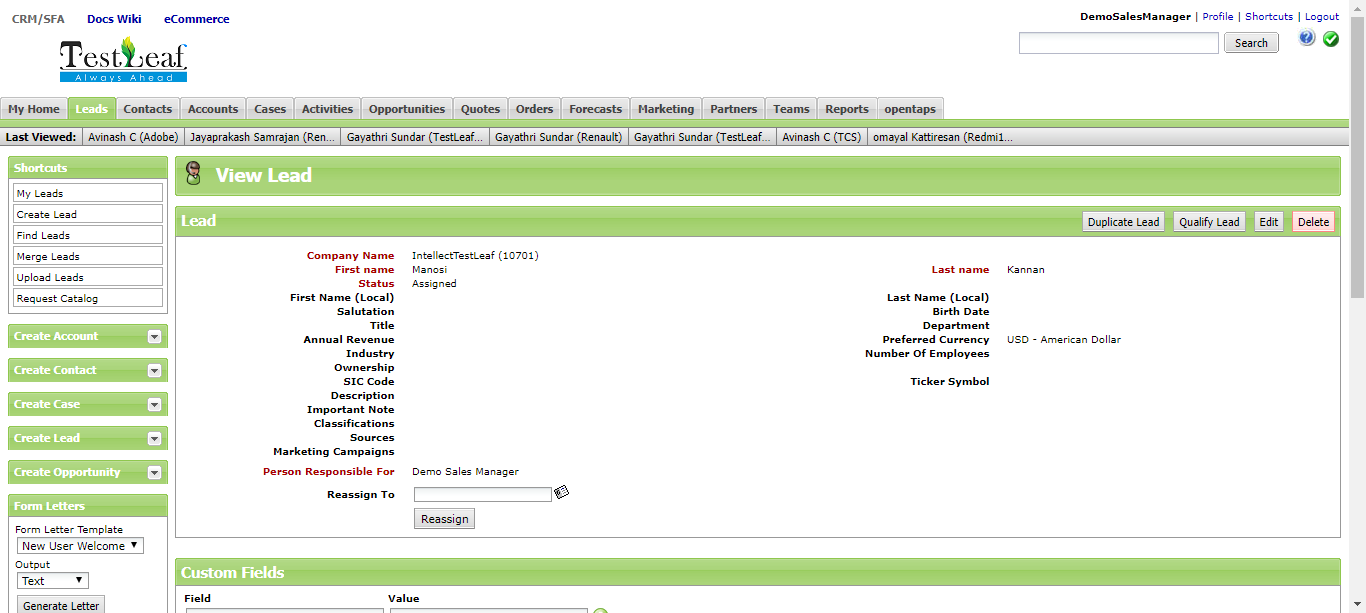 CRM/SFA Docs Wiki eCommerce
DemoSalesManager | Profile | Shortcuts | Logout
TestLeaf
Always Ahead
Search
My Home Leads Contacts Accounts Cases Activities Opportunities Quotes Orders Forecasts Marketing Partners Teams Reports opentaps
Last Viewed: Avinash C (Adobe) Jayaprakash Samrajan (Ren... Gayathri Sundar (TestLeaf... Gayathri Sundar (Renault) Gayathri Sundar (TestLeaf... Avinash C (TCS) omayal Kattiresan (Redmi1...
Shortcuts
My Leads
Create Lead
Find Leads
Merge Leads
Upload Leads
Request Catalog
Create Account
Create Contact
Create Case
Create Lead
Create Opportunity
Form Letters
Form Letter Template
New User Welcome
Output
Text
Generate Letter
View Lead
Lead Duplicate Lead Qualify Lead Edit Delete
Company Name IntellectTestLeaf (10701)
First name Manosi Last name Kannan
Status Assigned
First Name (Local) Last Name (Local)
Salutation Birth Date
Title Department
Annual Revenue Preferred Currency USD - American Dollar
Industry Number Of Employees
Ownership
SIC Code Ticker Symbol
Description
Important Note
Classifications
Sources
Marketing Campaigns
Person Responsible For Demo Sales Manager
Reassign To
Reassign
Custom Fields
Field Value